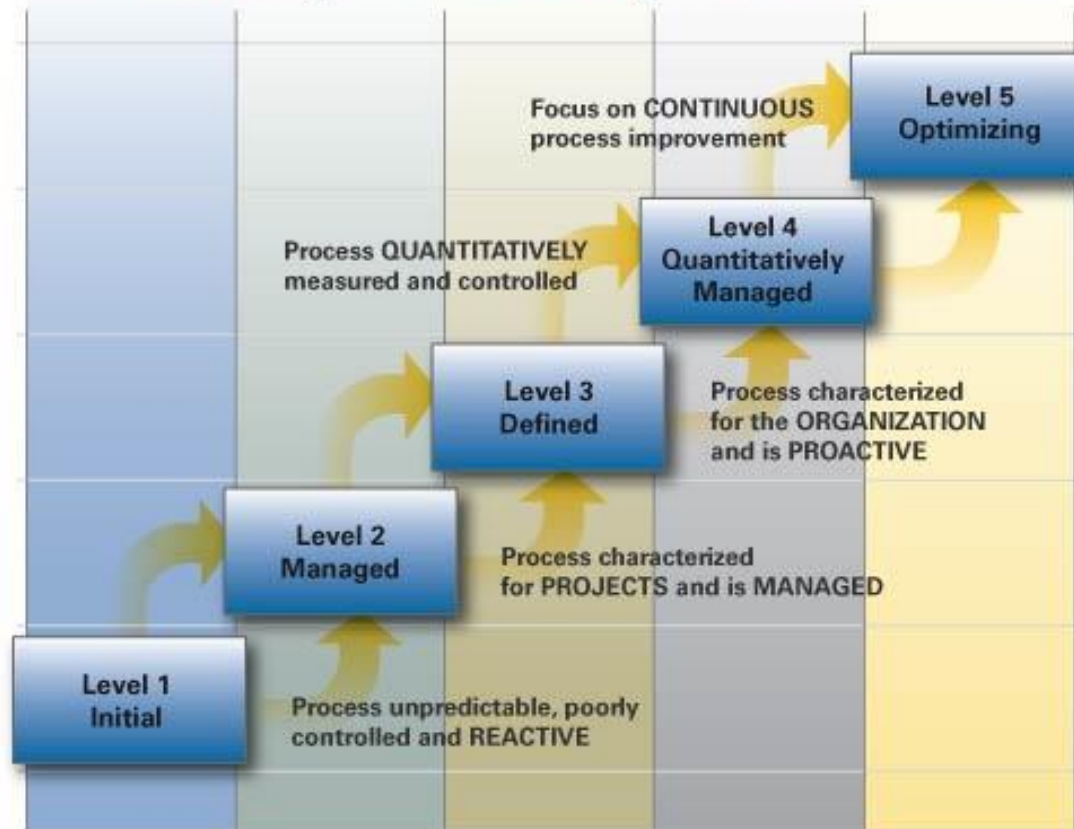 Focus on CONTINUOUS
process improvement
Level 5
Optimizing
Process QUANTITATIVELY
measured and controlled
Level 4
Quantitatively
Managed
Level 3
Defined
Process characterized
for the ORGANIZATION
and is PROACTIVE
Level 2
Managed
Process characterized
for PROJECTS and is MANAGED
Level 1
Initial
Process unpredictable, poorly
controlled and REACTIVE